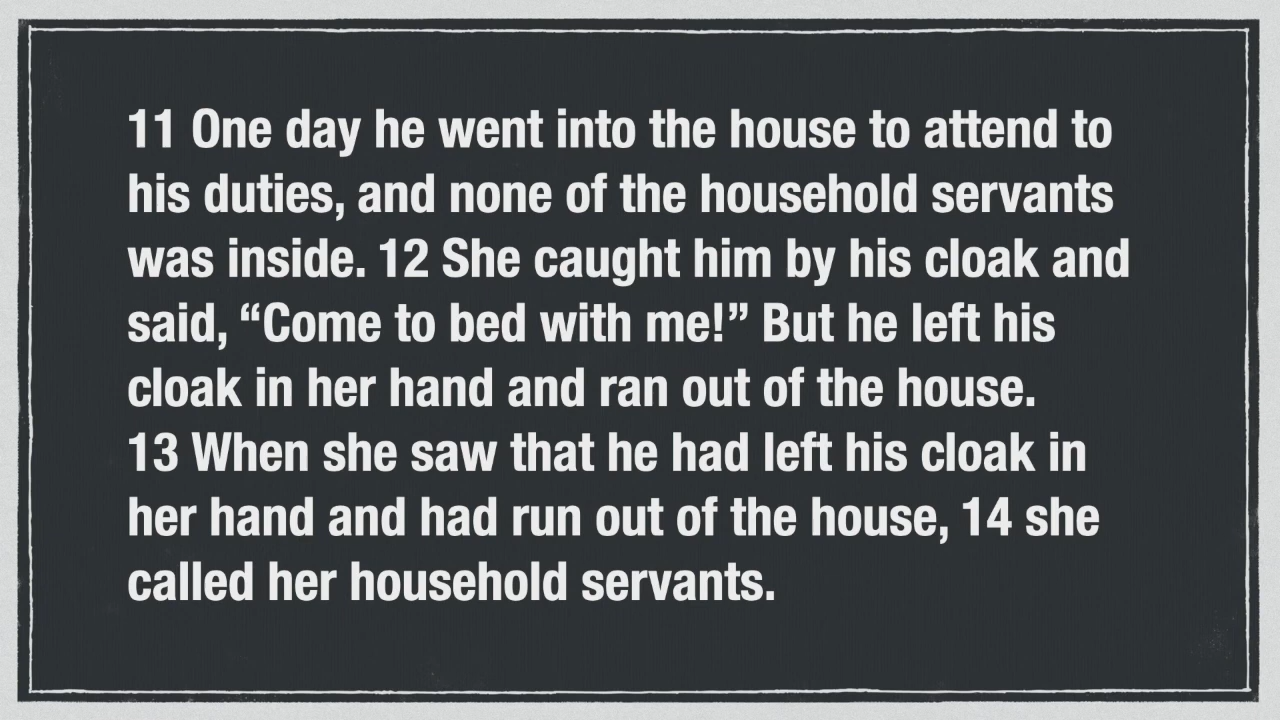 11 One day he went into the house to attend to
his duties, and none of the household servants
was inside. 12 She caught him by his cloak and
said, “Come to bed with me!” But he left his
cloak in her hand and ran out of the house.
13 When she saw that he had left his cloak in
her hand and had run out of the house, 14 she
called her household servants.